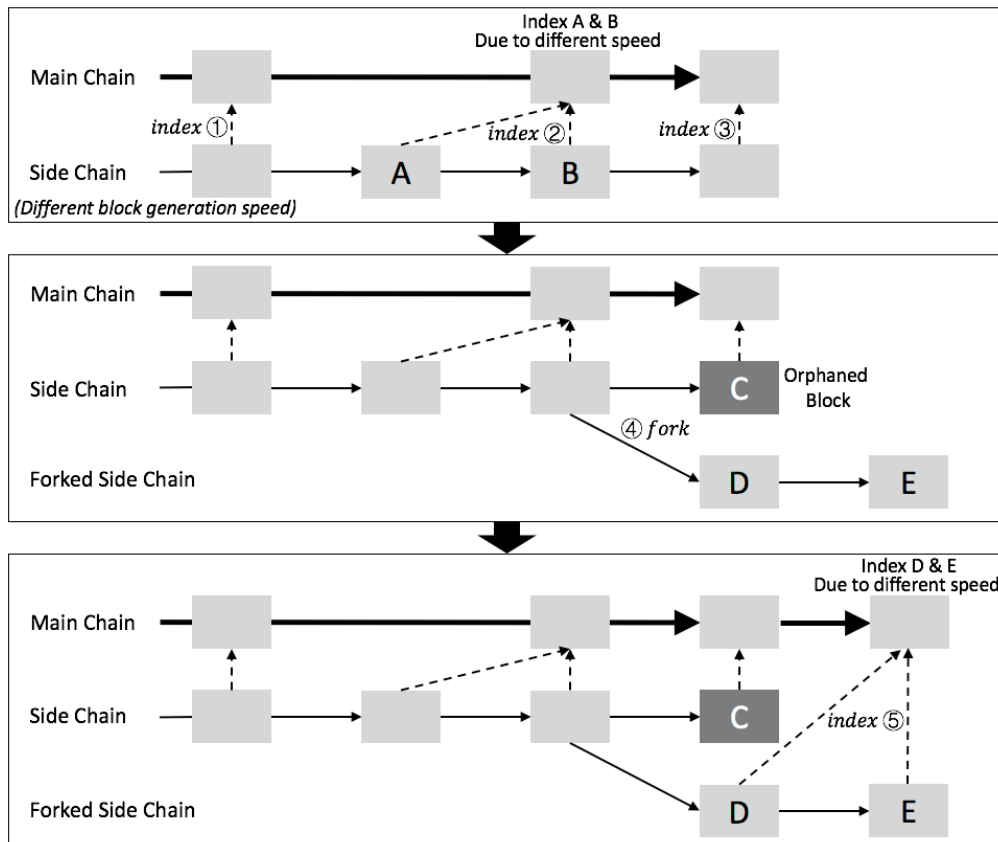 Index A & B
Due to different speed
Main Chain
index ①
index ②
index ③
Side Chain
A
B
(Different block generation speed)
Main Chain
Side Chain
C
Orphaned
Block
④ fork
Forked Side Chain
D
E
Index D & E
Due to different speed
Main Chain
Side Chain
C
index ⑤
Forked Side Chain
D
E